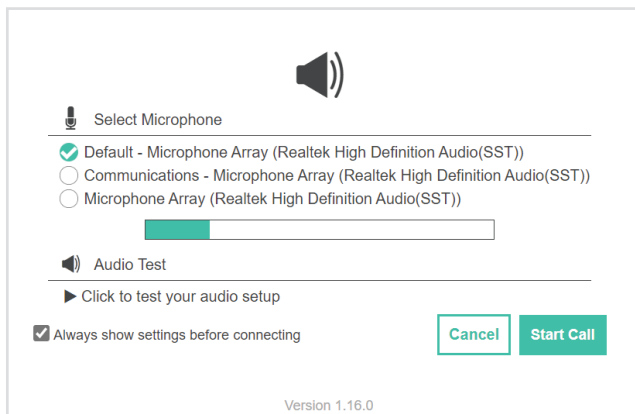 Select Microphone
Default - Microphone Array (Realtek High Definition Audio(SST))
Communications - Microphone Array (Realtek High Definition Audio(SST))
Microphone Array (Realtek High Definition Audio(SST))
Audio Test
Click to test your audio setup
Always show settings before connecting
Cancel
Start Call
Version 1.16.0